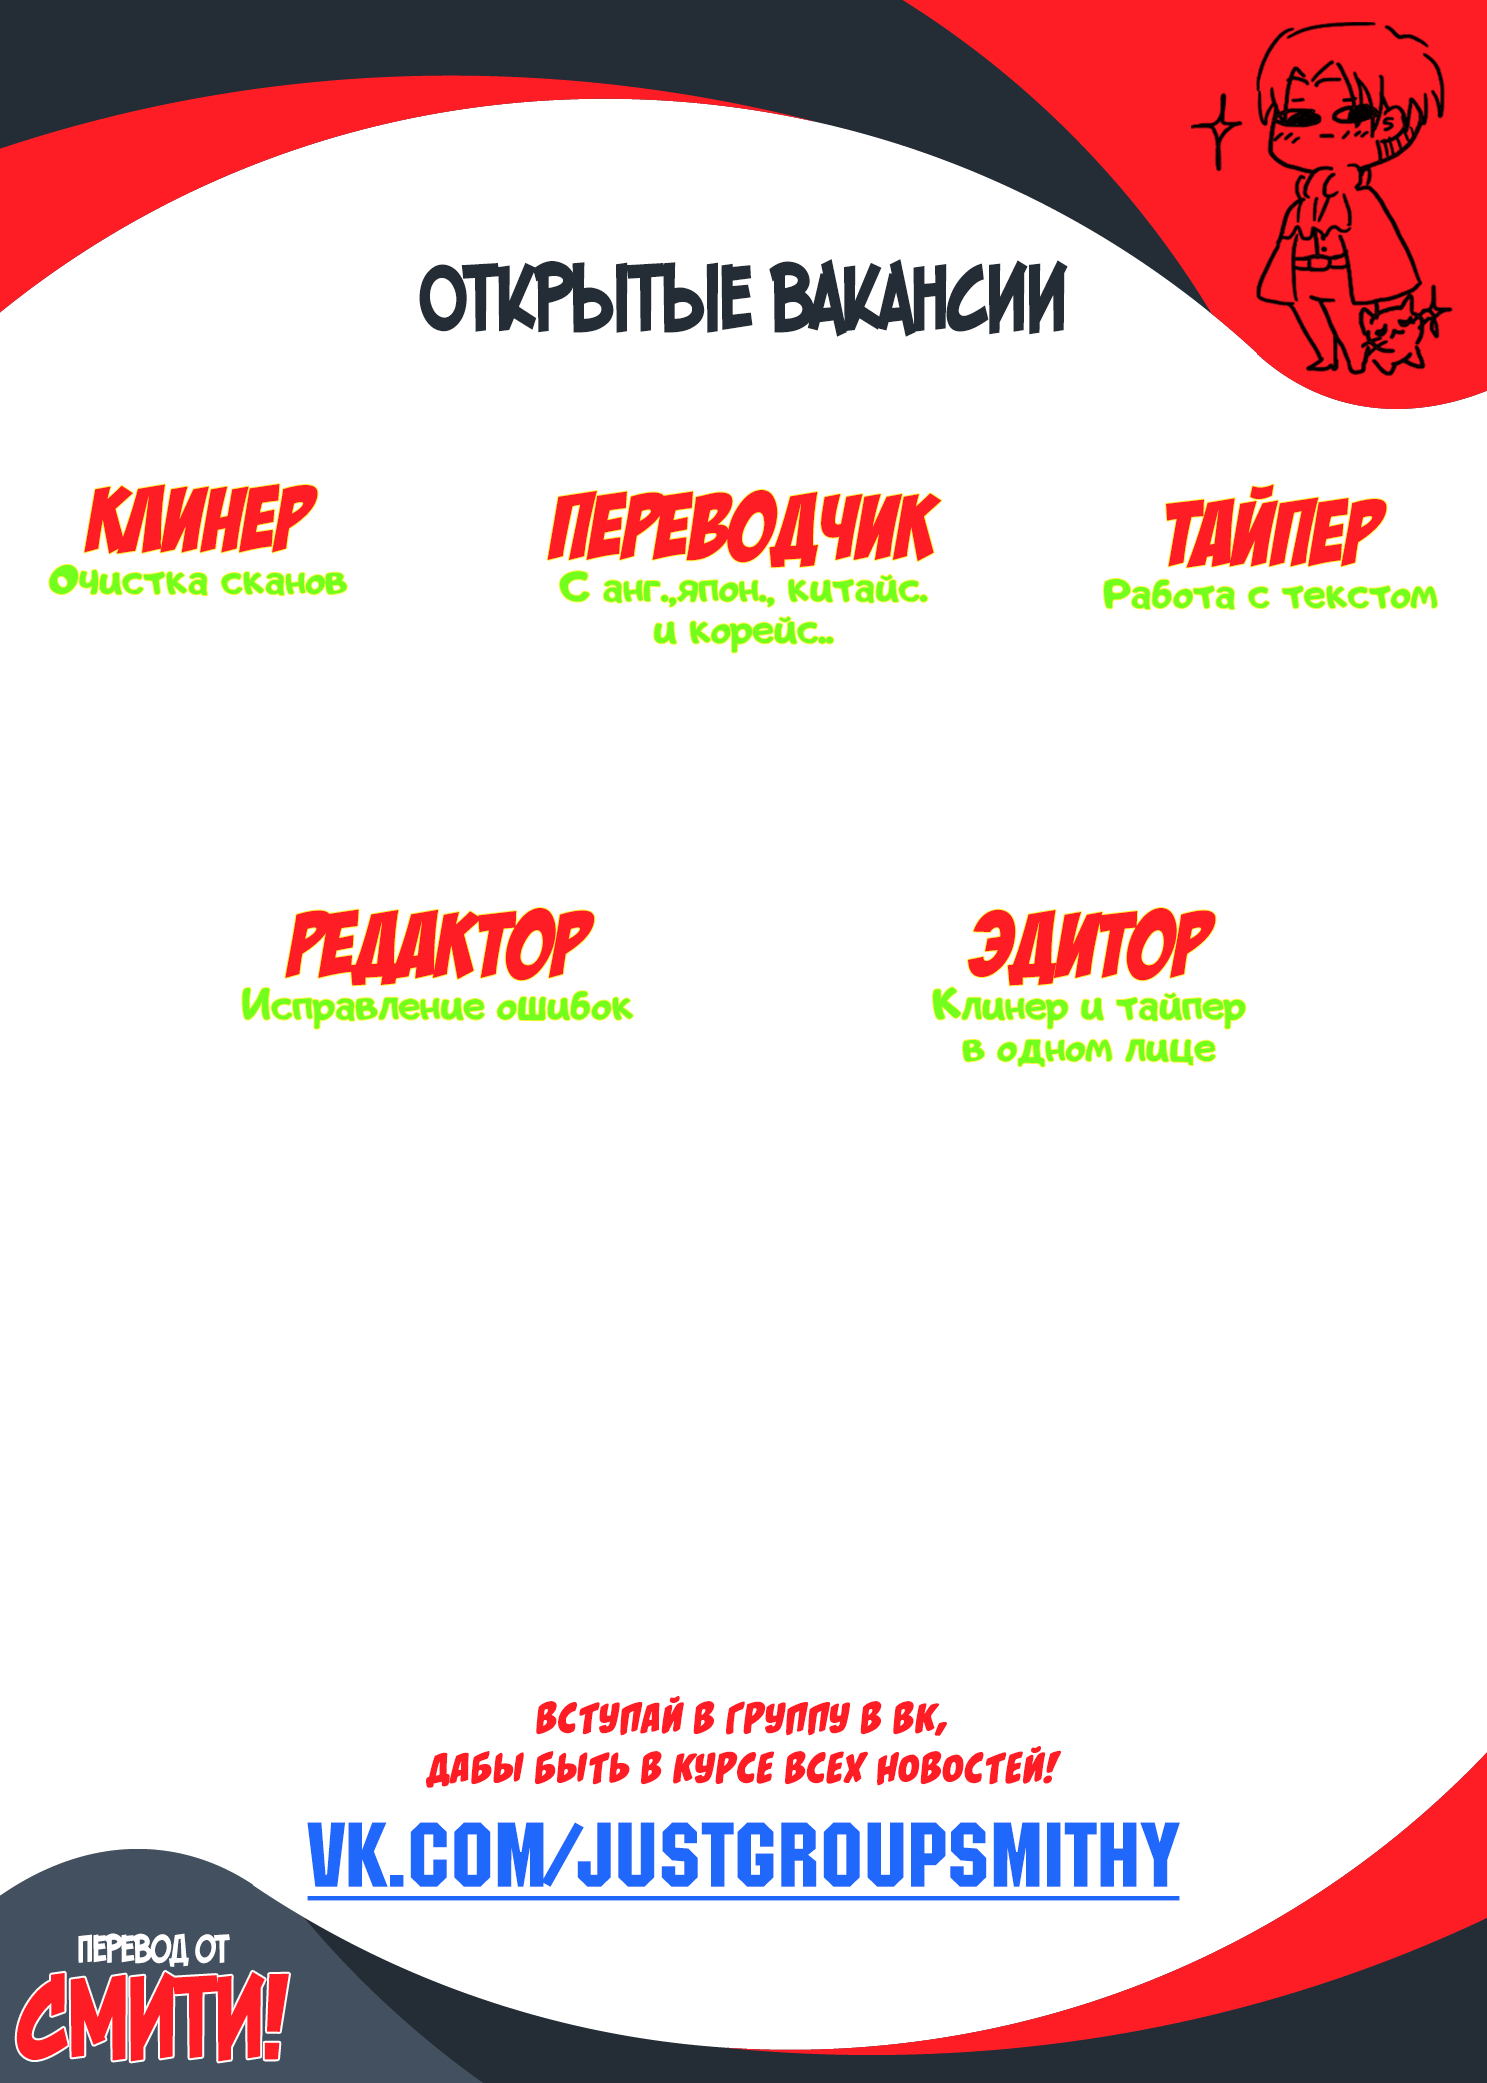 ОТКРЫТЫЕ ВАКАНСИИ
КЛИНЕР
Очистка сканов
ПЕРЕВОДЧИК
С анг.,япон., китайс.
и корейс..
ТАЙПЕР
Работа с текстом
РЕДАКТОР
Исправление ошибок
ЭДИТОР
Клинер и тайпер
в одном лице
ВСТУПАЙ В ГРУППУ В ВК,
ДАБЫ БЫТЬ В КУРСЕ ВСЕХ НОВОСТЕЙ!
VK.COM/JUSTGROUPSMITHY
ПЕРЕВОД ОТ
СМИТИ!